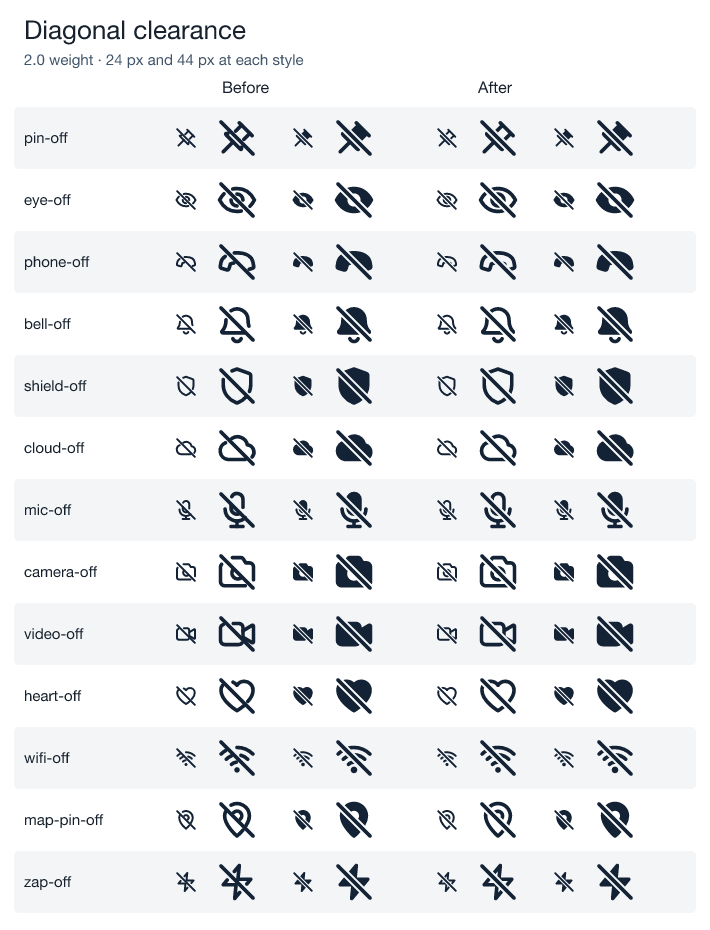 Diagonal clearance
2.0 weight · 24 px and 44 px at each style
Before After
pin-off
eye-off
phone-off
bell-off
shield-off
cloud-off
mic-off
camera-off
video-off
heart-off
wifi-off
map-pin-off
zap-off